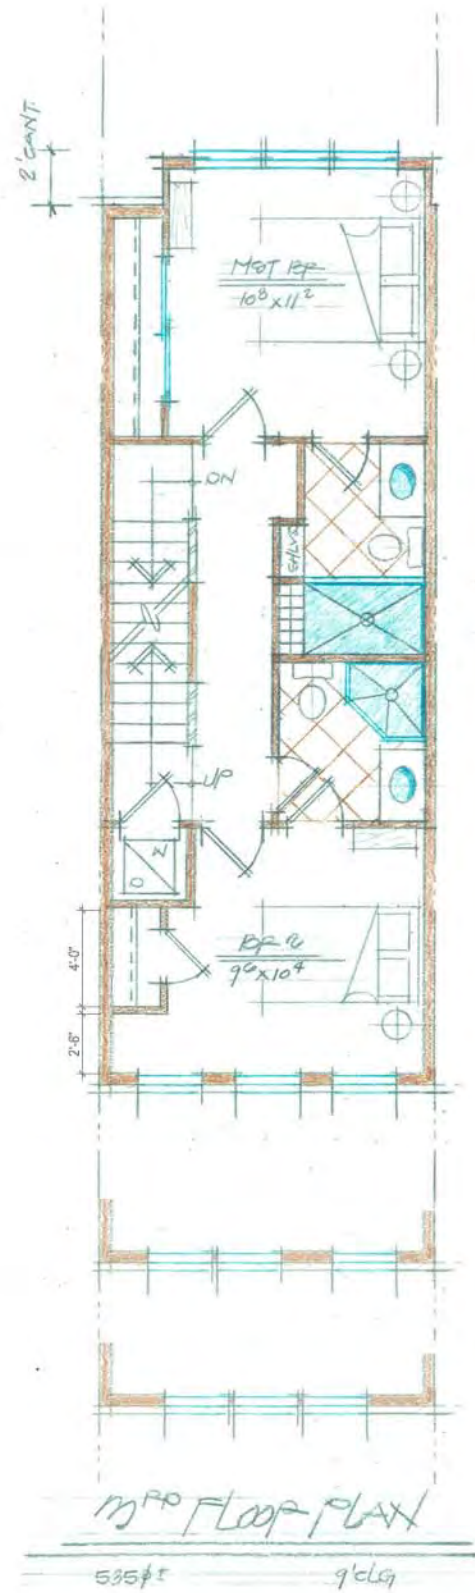 2' CANT.
MST BR
10⁸ x 11²
DN
SHLVS
UP
W
D
BR 2
9⁶ x 10⁴
4'-0"
2'-6"
3RD FLOOR PLAN
535 ±
9' CLG